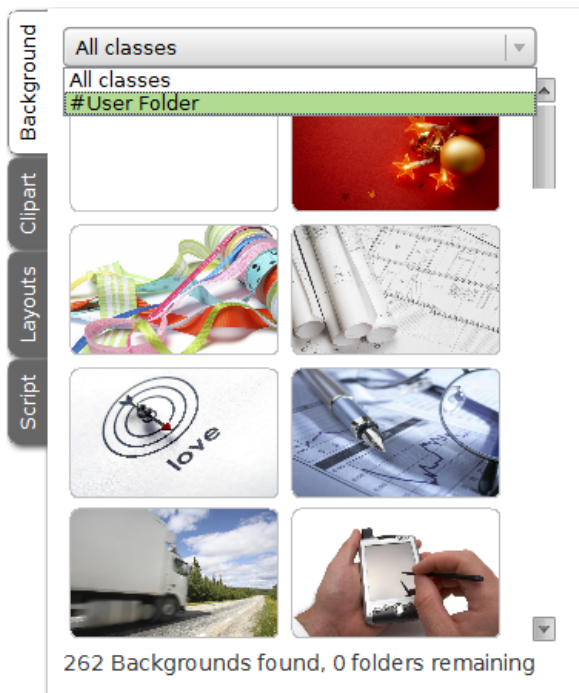 Background
Clipart
Layouts
Script
All classes
All classes
#User Folder
love
262 Backgrounds found, 0 folders remaining